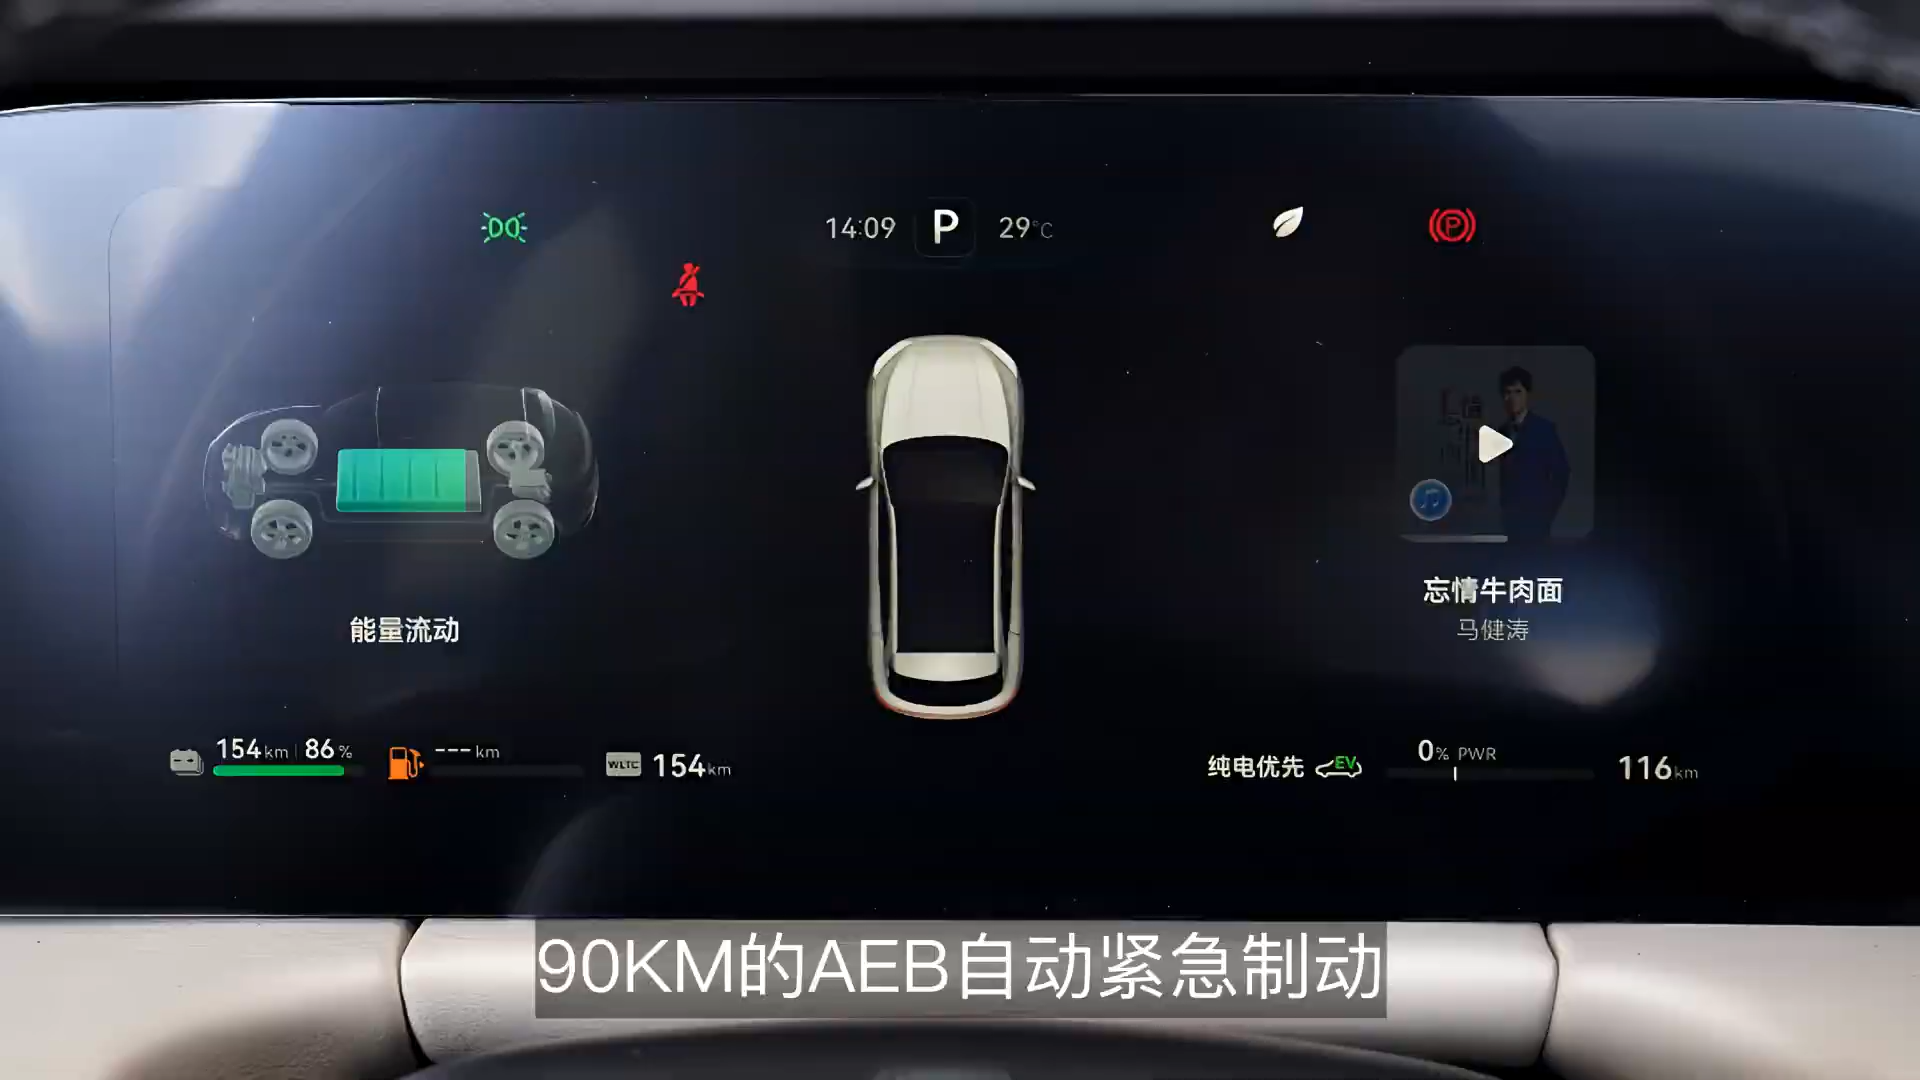 14:09 P 29°C
P
能量流动
忘情牛肉面
马健涛
154km | 86%
---km
WLTC 154km
纯电优先 EV
0% PWR
116km
90KM的AEB自动紧急制动